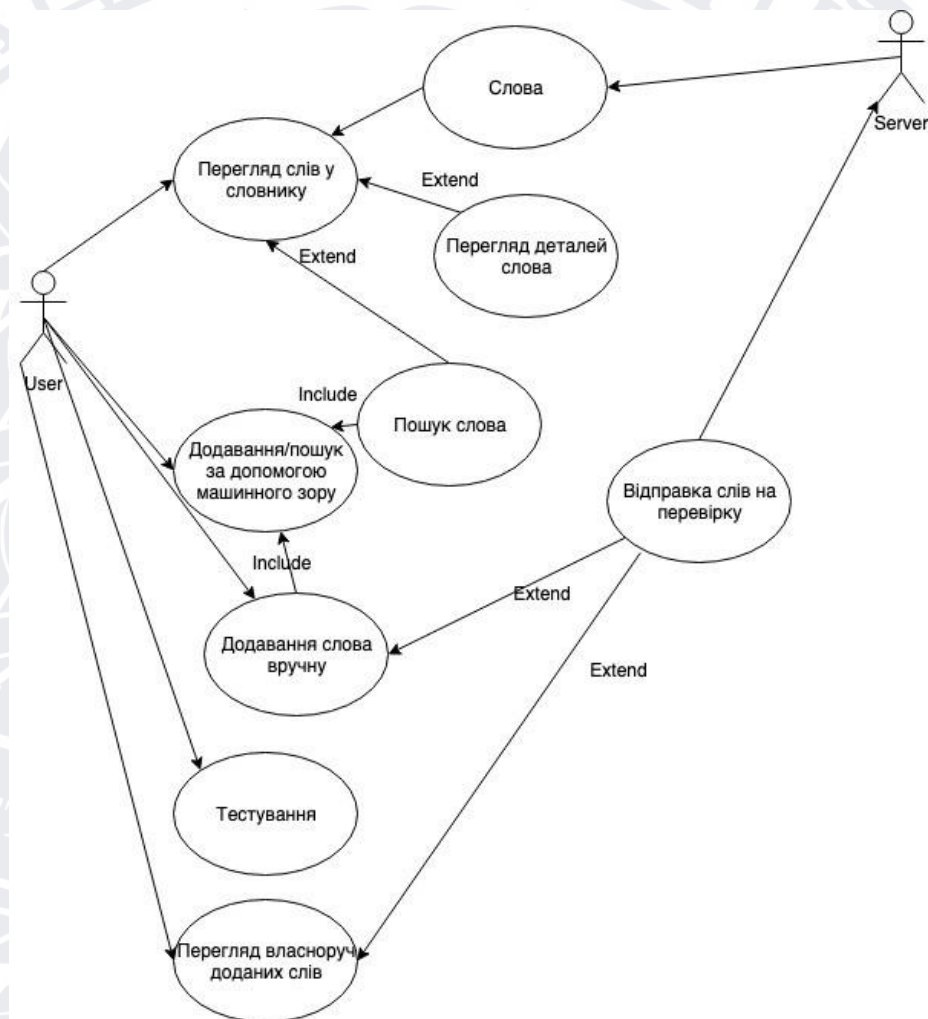 Слова
Server
Перегляд слів у
словнику
Extend
Перегляд деталей
слова
Extend
User
Include
Пошук слова
Додавання/пошук
за допомогою
машинного зору
Відправка слів на
перевірку
Include
Extend
Додавання слова
вручну
Extend
Тестування
Перегляд власноруч
доданих слів